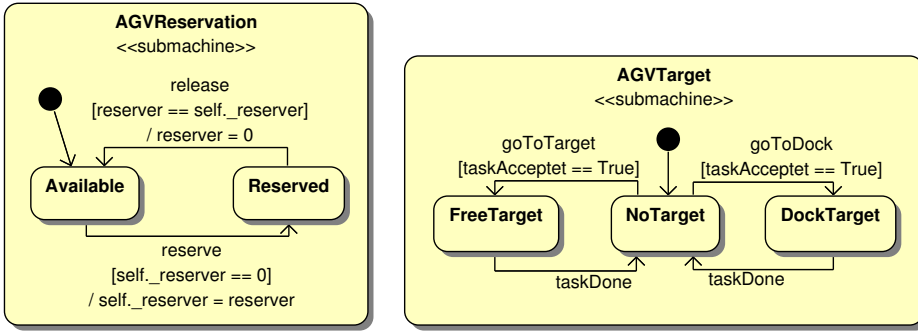 AGVReservation
<<submachine>>
release
[reserver == self._reserver]
/ reserver = 0
Available
Reserved
reserve
[self._reserver == 0]
/ self._reserver = reserver
AGVTarget
<<submachine>>
goToTarget
[taskAcceptet == True]
goToDock
[taskAcceptet == True]
FreeTarget
NoTarget
DockTarget
taskDone
taskDone